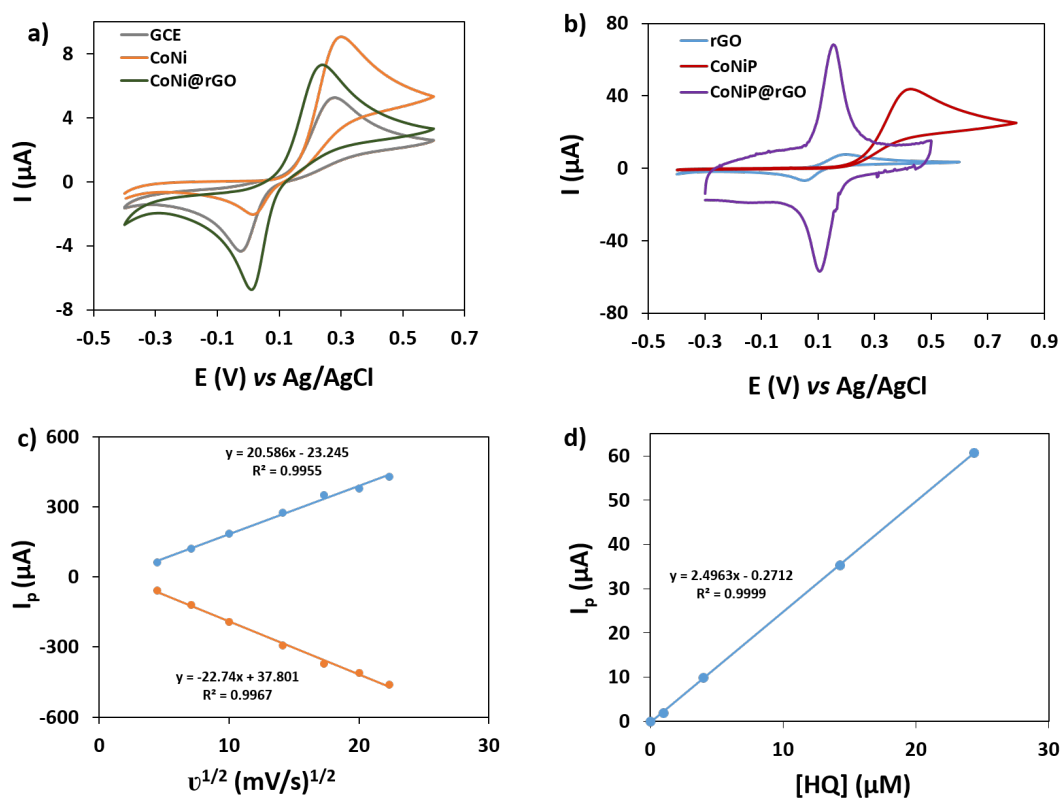 a)
GCE
CoNi
CoNi@rGO
8
4
0
-4
-8
I (µA)
-0.5 -0.3 -0.1 0.1 0.3 0.5 0.7
E (V) vs Ag/AgCl
b)
rGO
CoNiP
CoNiP@rGO
80
40
0
-40
-80
I (µA)
-0.5 -0.3 -0.1 0.1 0.3 0.5 0.7 0.9
E (V) vs Ag/AgCl
c)
600
300
0
-300
-600
Ip (µA)
y = 20.586x - 23.245
R² = 0.9955
y = -22.74x + 37.801
R² = 0.9967
0 10 20 30
υ^1/2 (mV/s)^1/2
d)
60
50
40
30
20
10
0
Ip (µA)
y = 2.4963x - 0.2712
R² = 0.9999
0 10 20 30
[HQ] (µM)